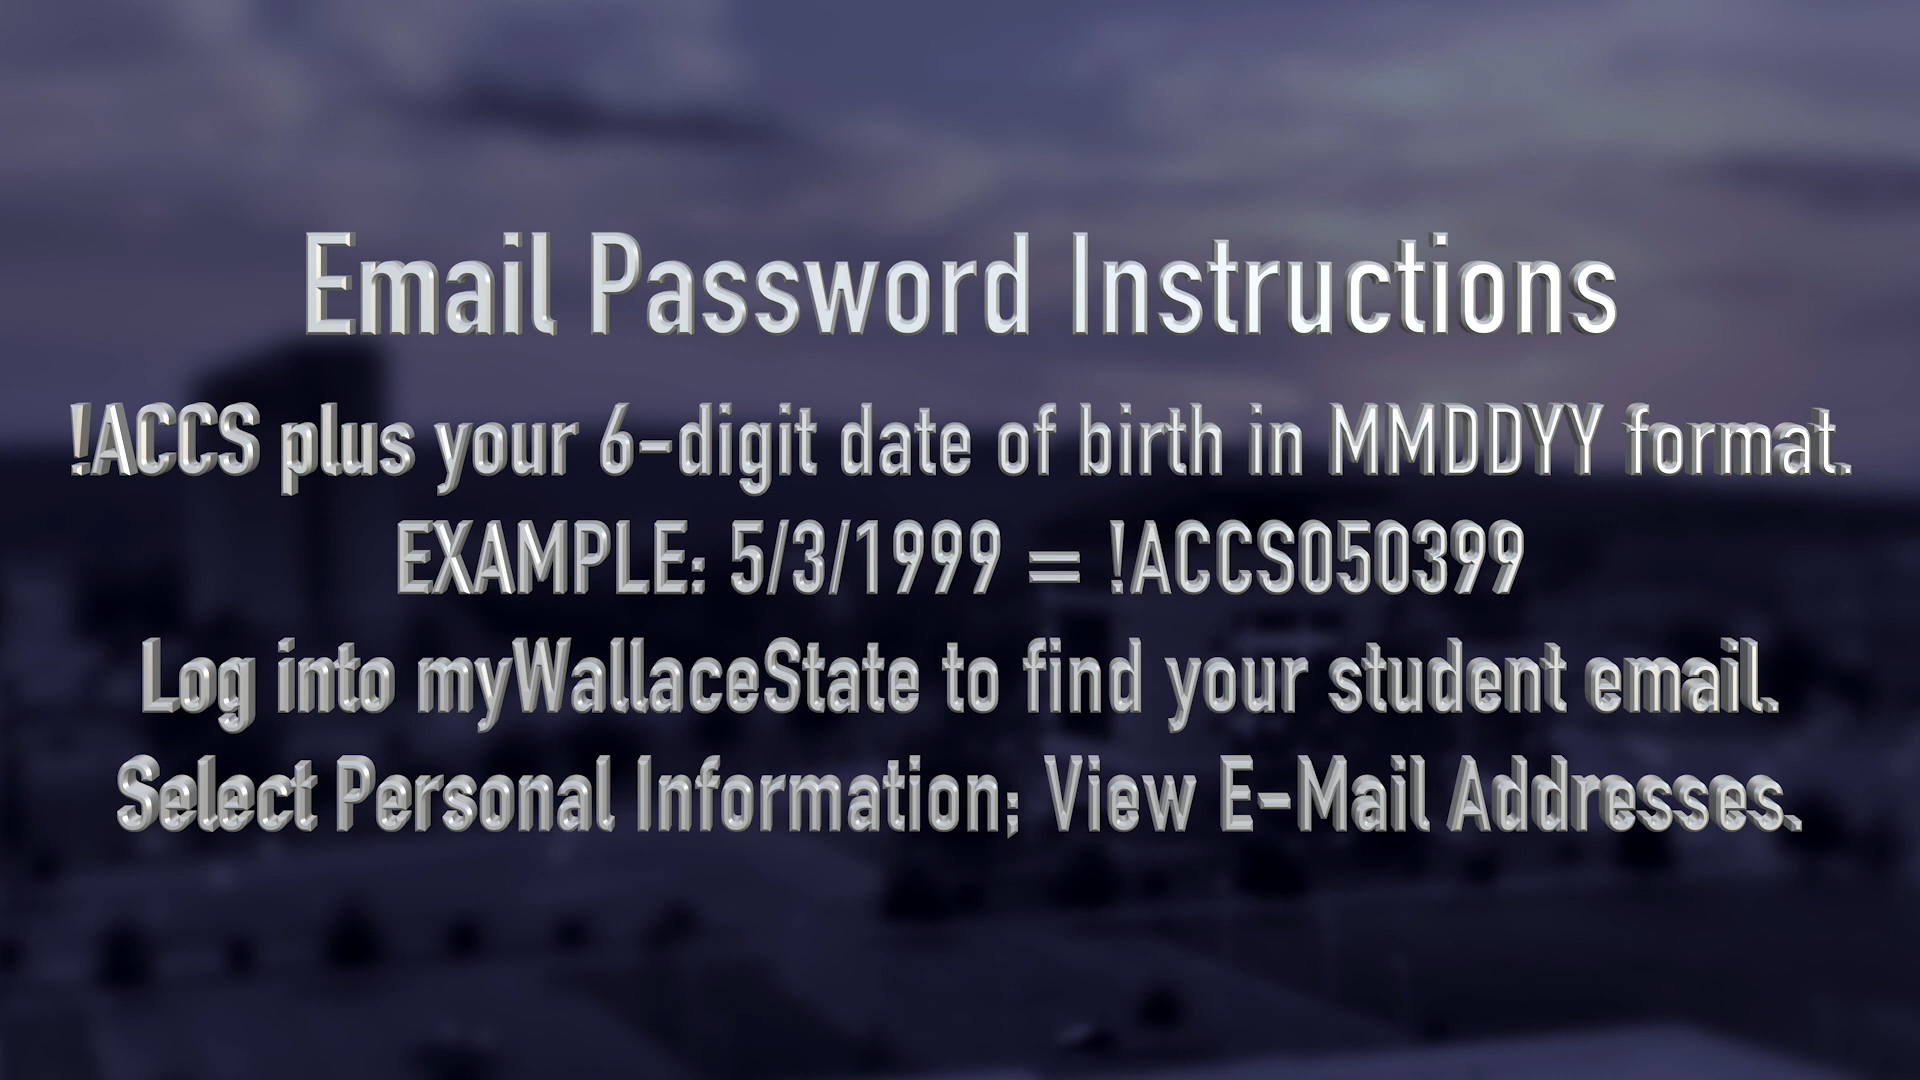 Email Password Instructions
!ACCS plus your 6-digit date of birth in MMDDYY format.
EXAMPLE: 5/3/1999 = !ACCS050399
Log into myWallaceState to find your student email.
Select Personal Information; View E-Mail Addresses.